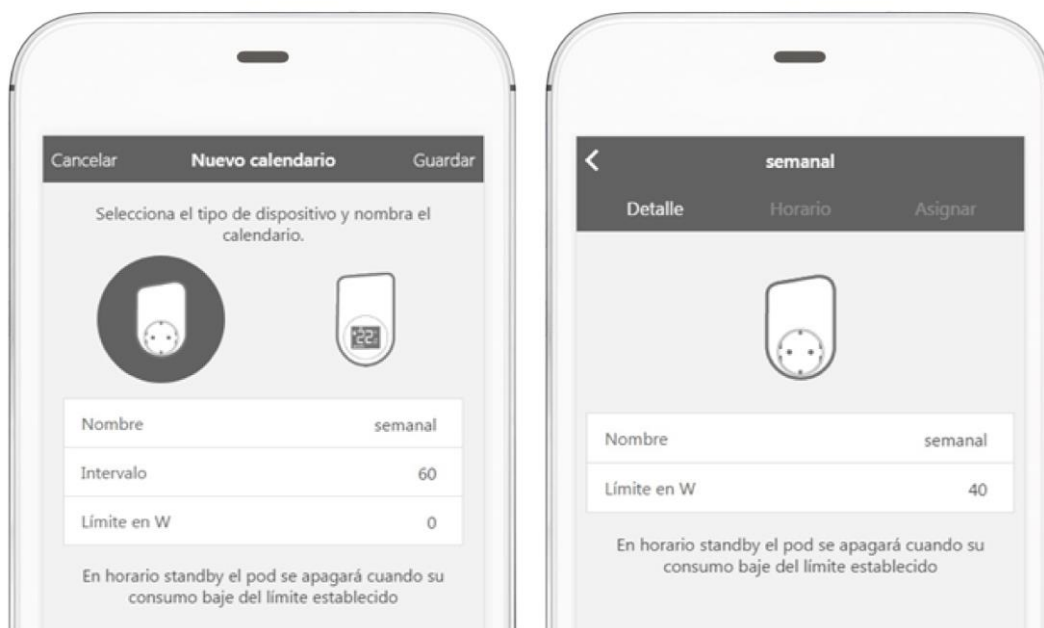 Cancelar Nuevo calendario Guardar
Selecciona el tipo de dispositivo y nombra el
calendario.
22
Nombre semanal
Intervalo 60
Límite en W 0
En horario standby el pod se apagará cuando su
consumo baje del límite establecido
semanal
Detalle Horario Asignar
Nombre semanal
Límite en W 40
En horario standby el pod se apagará cuando su
consumo baje del límite establecido